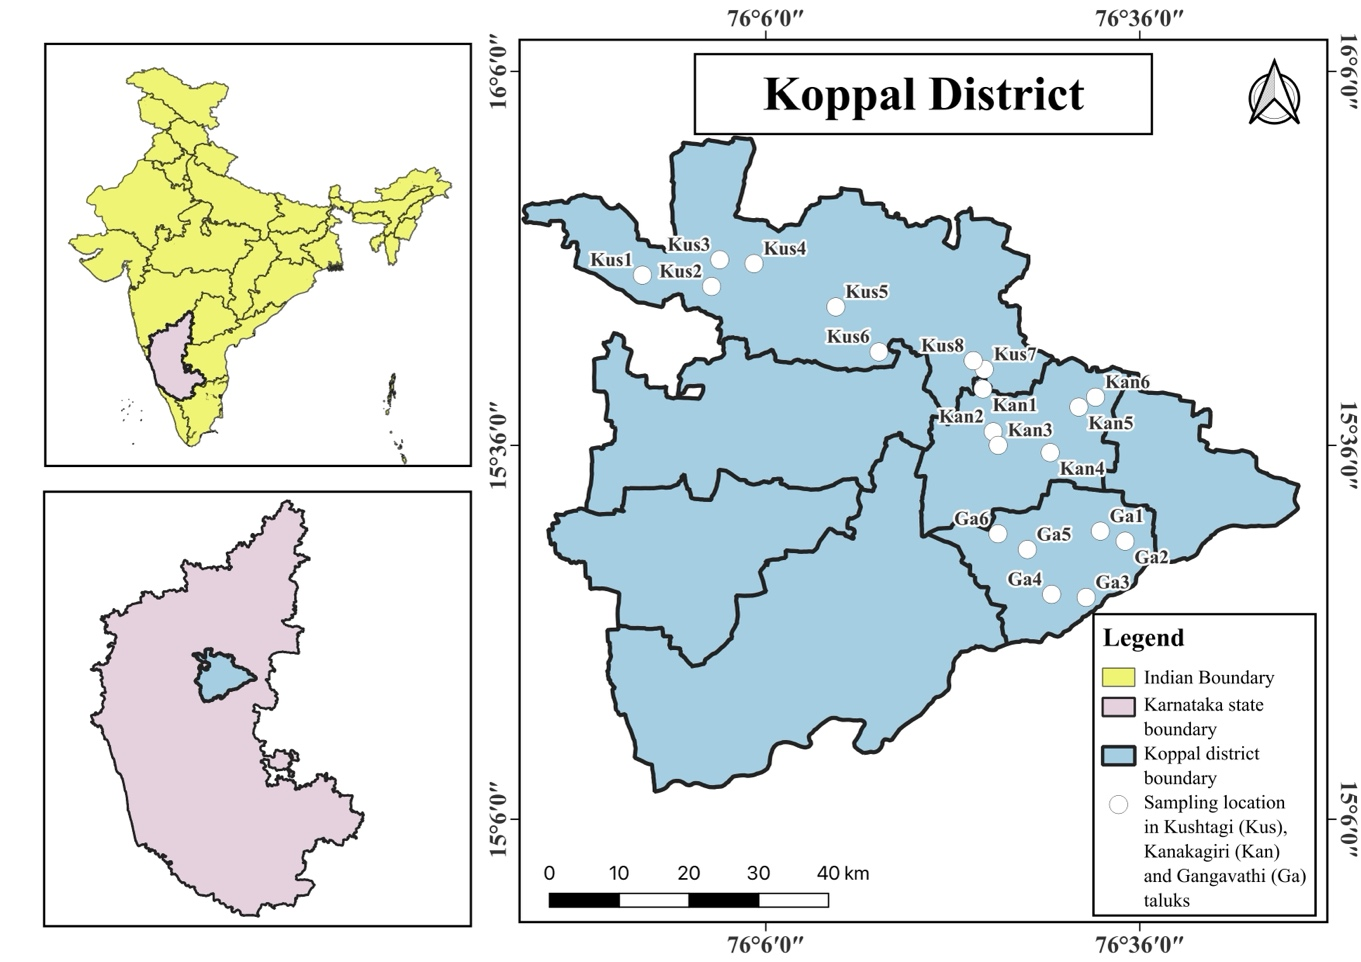 76°6′0″
76°36′0″
16°6′0″
16°6′0″
Koppal District
Kus3
Kus4
Kus1
Kus2
Kus5
Kus6
Kus8
Kus7
Kan6
Kan1
Kan2
Kan5
Kan3
Kan4
15°36′0″
15°36′0″
Ga6
Ga1
Ga5
Ga2
Ga4
Ga3
Legend
Indian Boundary
Karnataka state
boundary
Koppal district
boundary
Sampling location
in Kushtagi (Kus),
Kanakagiri (Kan)
and Gangavathi (Ga)
taluks
15°6′0″
15°6′0″
0 10 20 30 40 km
76°6′0″
76°36′0″